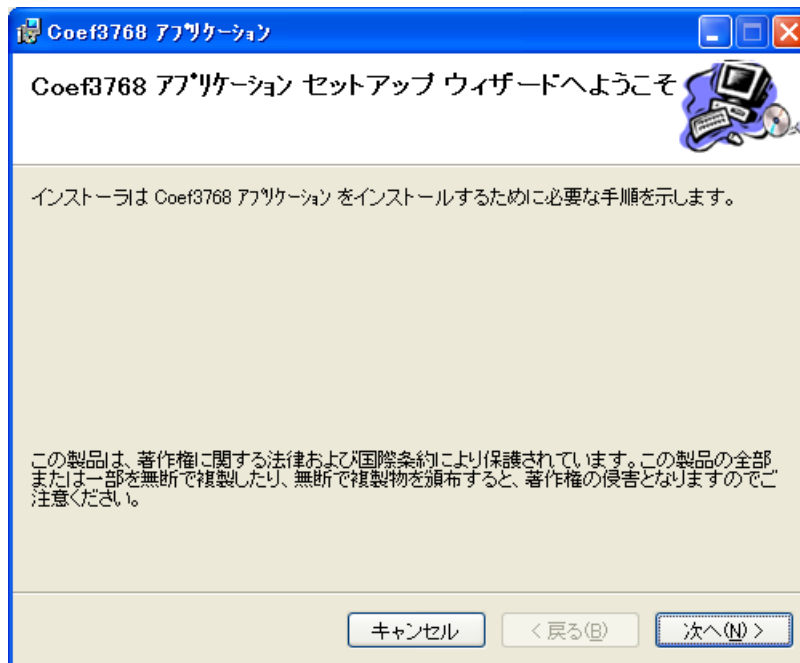 Coef3768 ｱﾌﾟﾘｹｰｼｮﾝ
Coef3768 ｱﾌﾟﾘｹｰｼｮﾝ セットアップ ウィザードへようこそ
インストーラは Coef3768 ｱﾌﾟﾘｹｰｼｮﾝ をインストールするために必要な手順を示します。
この製品は、著作権に関する法律および国際条約により保護されています。この製品の全部
または一部を無断で複製したり、無断で複製物を頒布すると、著作権の侵害となりますのでご
注意ください。
キャンセル
< 戻る(B)
次へ(N) >